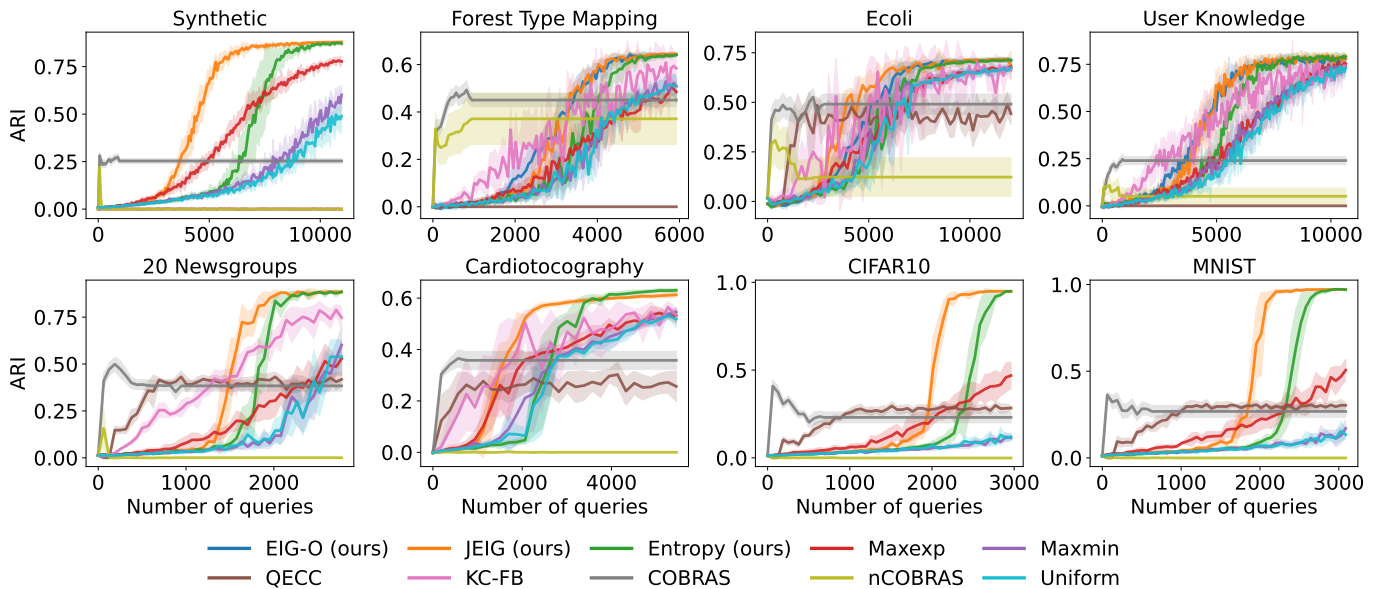 Synthetic
Forest Type Mapping
Ecoli
User Knowledge
ARI
0.75
0.50
0.25
0.00
0.6
0.4
0.2
0.0
0.75
0.50
0.25
0.00
0.75
0.50
0.25
0.00
0 5000 10000
0 2000 4000 6000
0 5000 10000
0 5000 10000
20 Newsgroups
Cardiotocography
CIFAR10
MNIST
ARI
0.75
0.50
0.25
0.00
0.6
0.4
0.2
0.0
1.0
0.5
0.0
1.0
0.5
0.0
0 1000 2000
0 2000 4000
0 1000 2000 3000
0 1000 2000 3000
Number of queries
Number of queries
Number of queries
Number of queries
EIG-O (ours) JEIG (ours) Entropy (ours) Maxexp Maxmin
QECC KC-FB COBRAS nCOBRAS Uniform